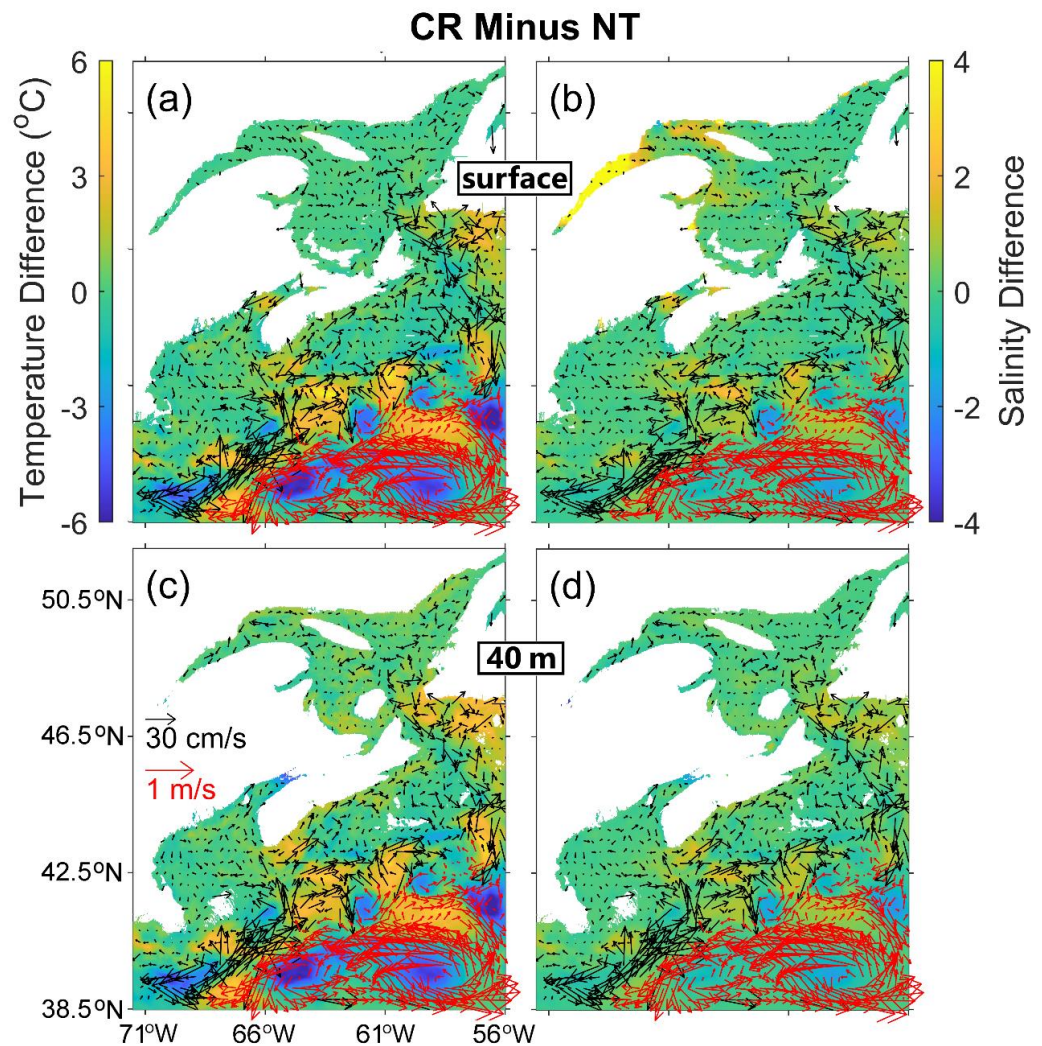 CR Minus NT
6
3
0
-3
-6
Temperature Difference (°C)
(a)
(b)
surface
4
2
0
-2
-4
Salinity Difference
(c)
(d)
40 m
50.5°N
46.5°N
42.5°N
38.5°N
30 cm/s
1 m/s
71°W 66°W 61°W 56°W